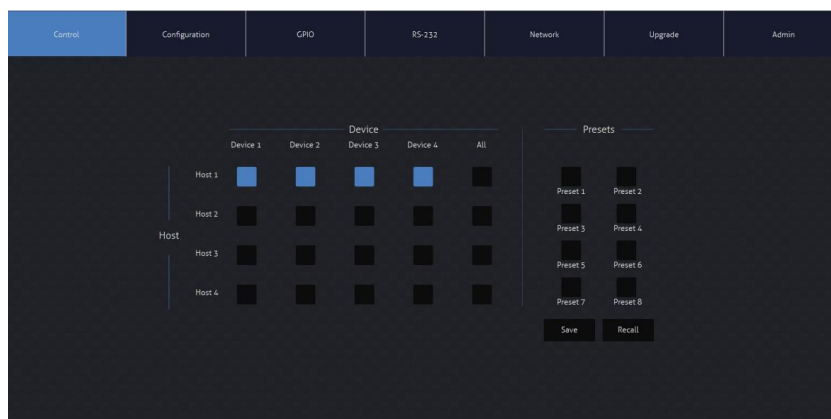 Control Configuration GPIO RS-232 Network Upgrade Admin
Device Presets
Device 1 Device 2 Device 3 Device 4 All
Host 1
Preset 1 Preset 2
Host 2
Preset 3 Preset 4
Host
Host 3
Preset 5 Preset 6
Host 4
Preset 7 Preset 8
Save Recall